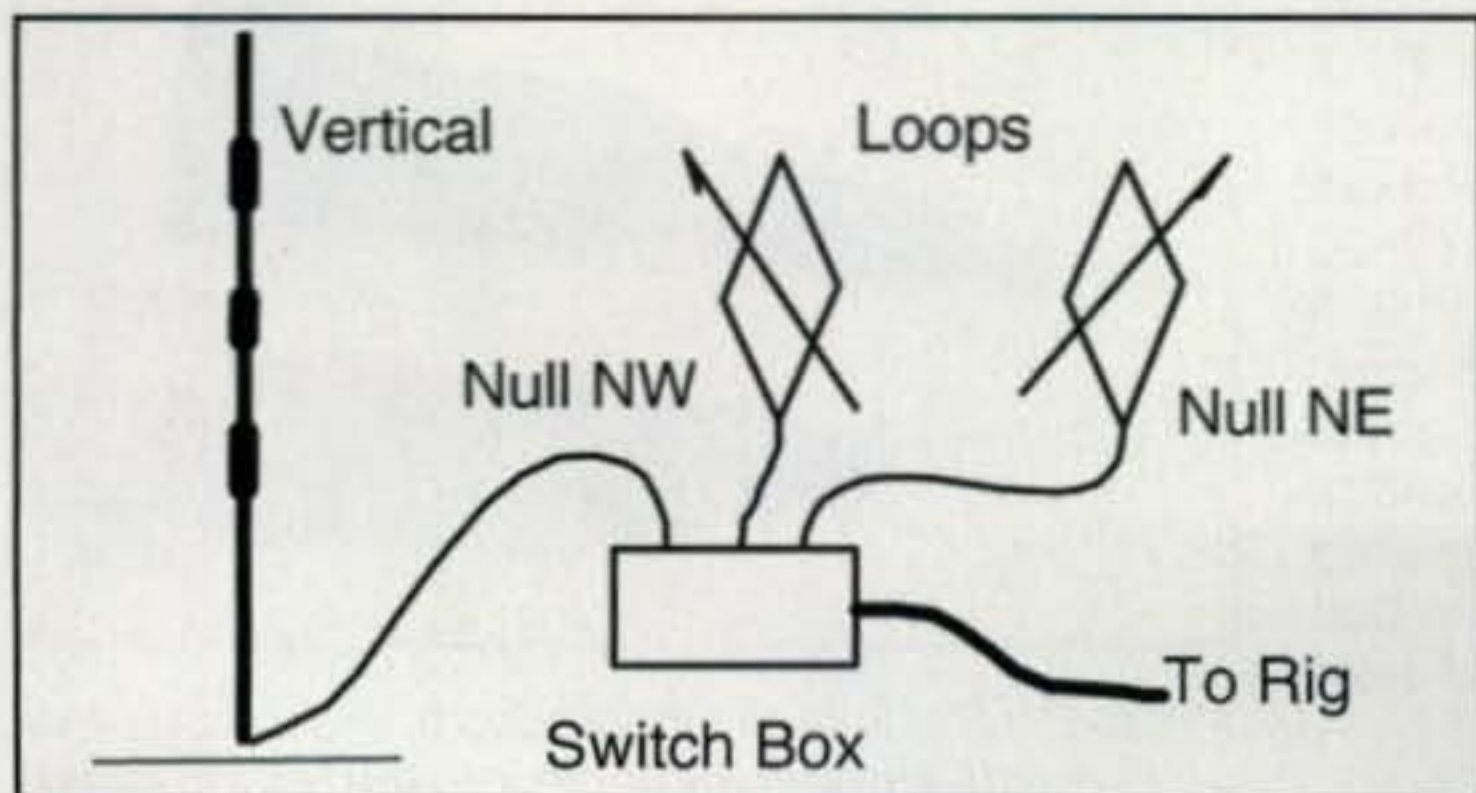 Vertical
Loops
Null NW
Null NE
To Rig
Switch Box